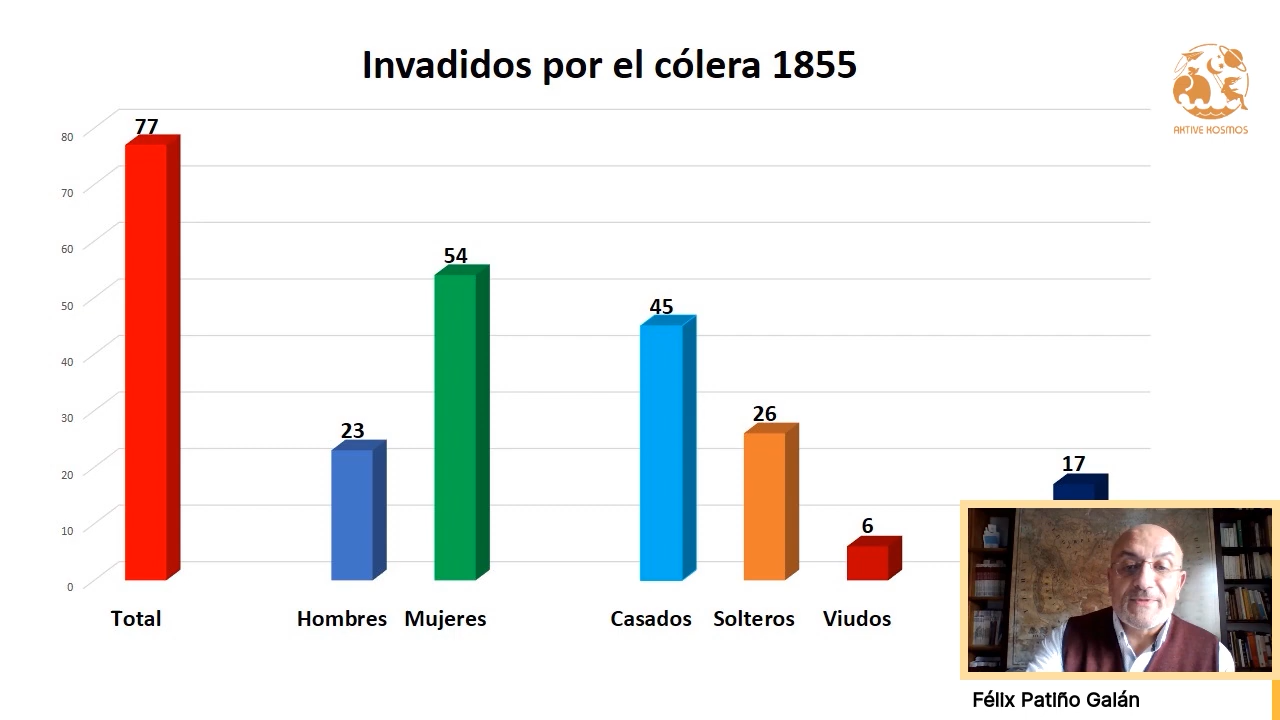 Invadidos por el cólera 1855
AKTIVE KOSMOS
80
70
60
50
40
30
20
10
0
77
23
54
45
26
6
17
Total
Hombres
Mujeres
Casados
Solteros
Viudos
Félix Patiño Galán